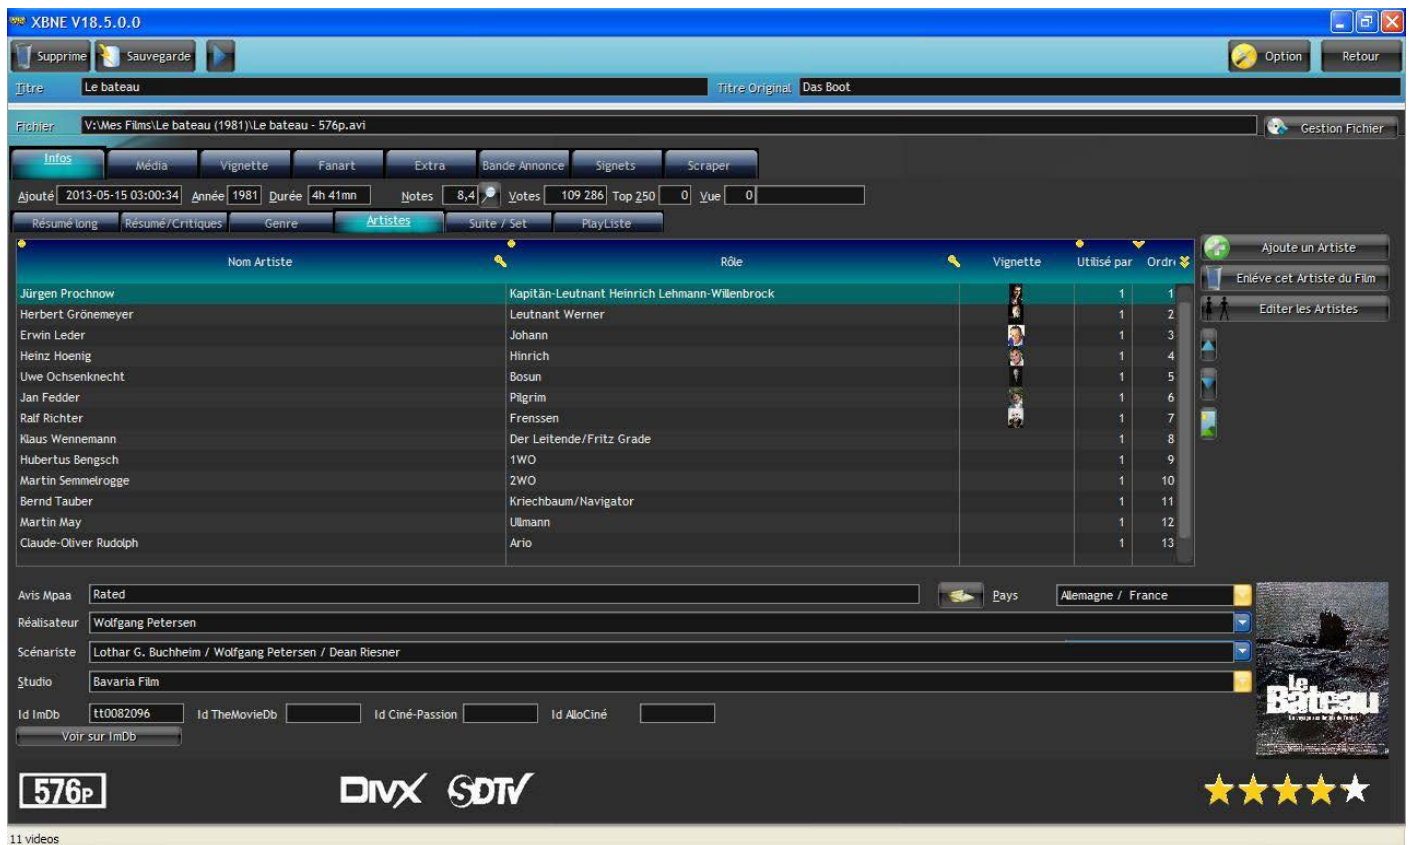 XBNE V18.5.0.0
Supprime Sauvegarde Option Retour
Titre Le bateau Titre Original Das Boot
Fichier V:\Mes Films\Le bateau (1981)\Le bateau - 576p.avi Gestion Fichier
Infos Média Vignette Fanart Extra Bande Annonce Signets Scraper
Ajouté 2013-05-15 03:00:34 Année 1981 Durée 4h 41mn Notes 8,4 Votes 109 286 Top 250 0 Vue 0
Résumé long Résumé/Critiques Genre Artistes Suite / Set PlayListe
Nom Artiste Rôle Vignette Utilisé par Ordre
Ajoute un Artiste
Enléve cet Artiste du Film
Editer les Artistes
Jürgen Prochnow Kapitän-Leutnant Heinrich Lehmann-Willenbrock 1 1
Herbert Grönemeyer Leutnant Werner 1 2
Erwin Leder Johann 1 3
Heinz Hoenig Hinrich 1 4
Uwe Ochsenknecht Bosun 1 5
Jan Fedder Pilgrim 1 6
Ralf Richter Frenssen 1 7
Klaus Wennemann Der Leitende/Fritz Grade 1 8
Hubertus Bengsch 1WO 1 9
Martin Semmelrogge 2WO 1 10
Bernd Tauber Kriechbaum/Navigator 1 11
Martin May Ullmann 1 12
Claude-Oliver Rudolph Ario 1 13
Avis Mpaa Rated Pays Allemagne / France
Réalisateur Wolfgang Petersen
Scénariste Lothar G. Buchheim / Wolfgang Petersen / Dean Riesner
Studio Bavaria Film
Id ImDb tt0082096 Id TheMovieDb Id Ciné-Passion Id AlloCiné
Voir sur ImDb
Le
Bateau
576P DIVX SDTV
11 videos